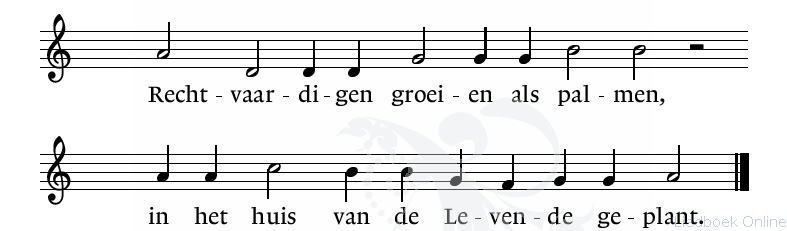 Recht - vaar - di - gen groei - en als pal - men,
in het huis van de Le - ven - de ge - plant.
Liedboek Online